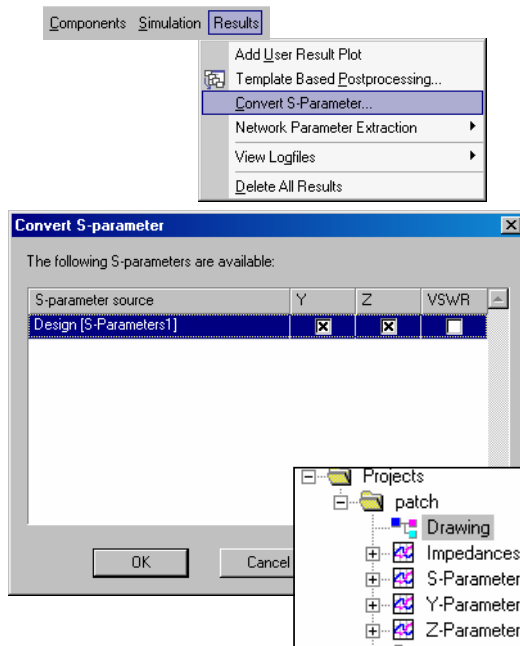 Components Simulation Results
Add User Result Plot
Template Based Postprocessing...
Convert S-Parameter...
Network Parameter Extraction
View Logfiles
Delete All Results
Convert S-parameter
The following S-parameters are available:
S-parameter source Y Z VSWR
Design [S-Parameters1]
OK Cancel
Projects
patch
Drawing
Impedances
S-Parameter
Y-Parameter
Z-Parameter